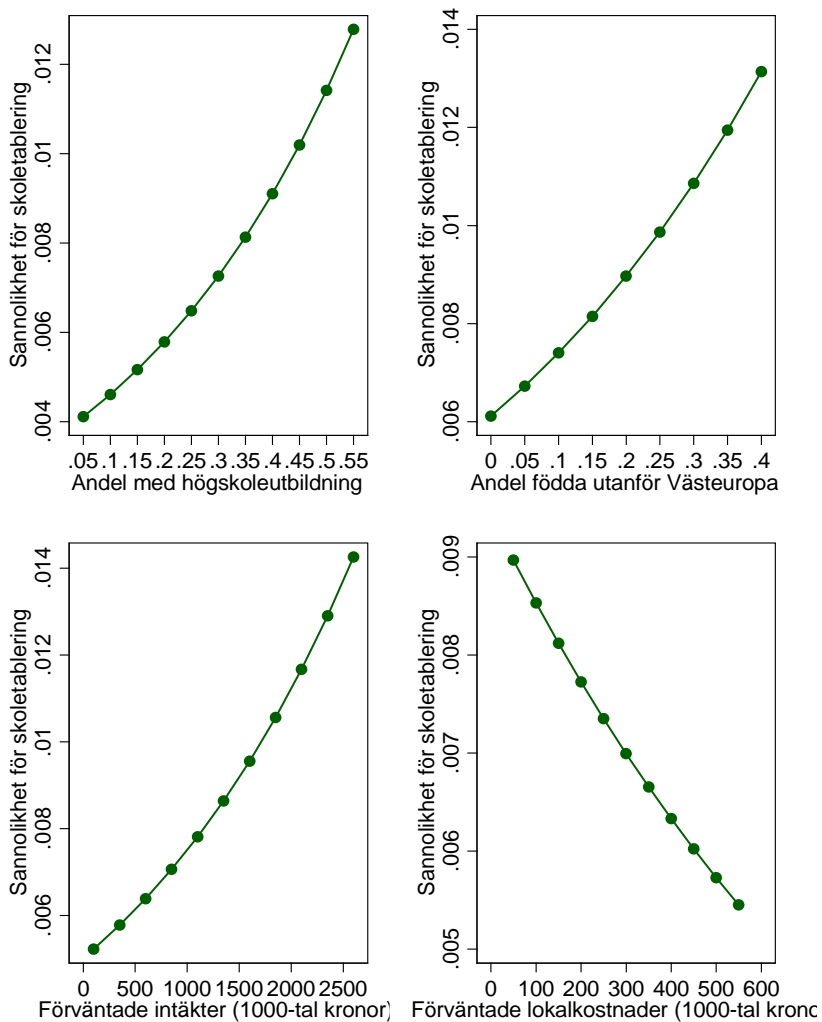 Sannolikhet för skoletablering
.004 .006 .008 .01 .012
.05 .1 .15 .2 .25 .3 .35 .4 .45 .5 .55
Andel med högskoleutbildning
Sannolikhet för skoletablering
.006 .008 .01 .012 .014
0 .05 .1 .15 .2 .25 .3 .35 .4
Andel födda utanför Västeuropa
Sannolikhet för skoletablering
.006 .008 .01 .012 .014
0 500 1000 1500 2000 2500
Förväntade intäkter (1000-tal kronor)
Sannolikhet för skoletablering
.005 .006 .007 .008 .009
0 100 200 300 400 500 600
Förväntade lokalkostnader (1000-tal krono